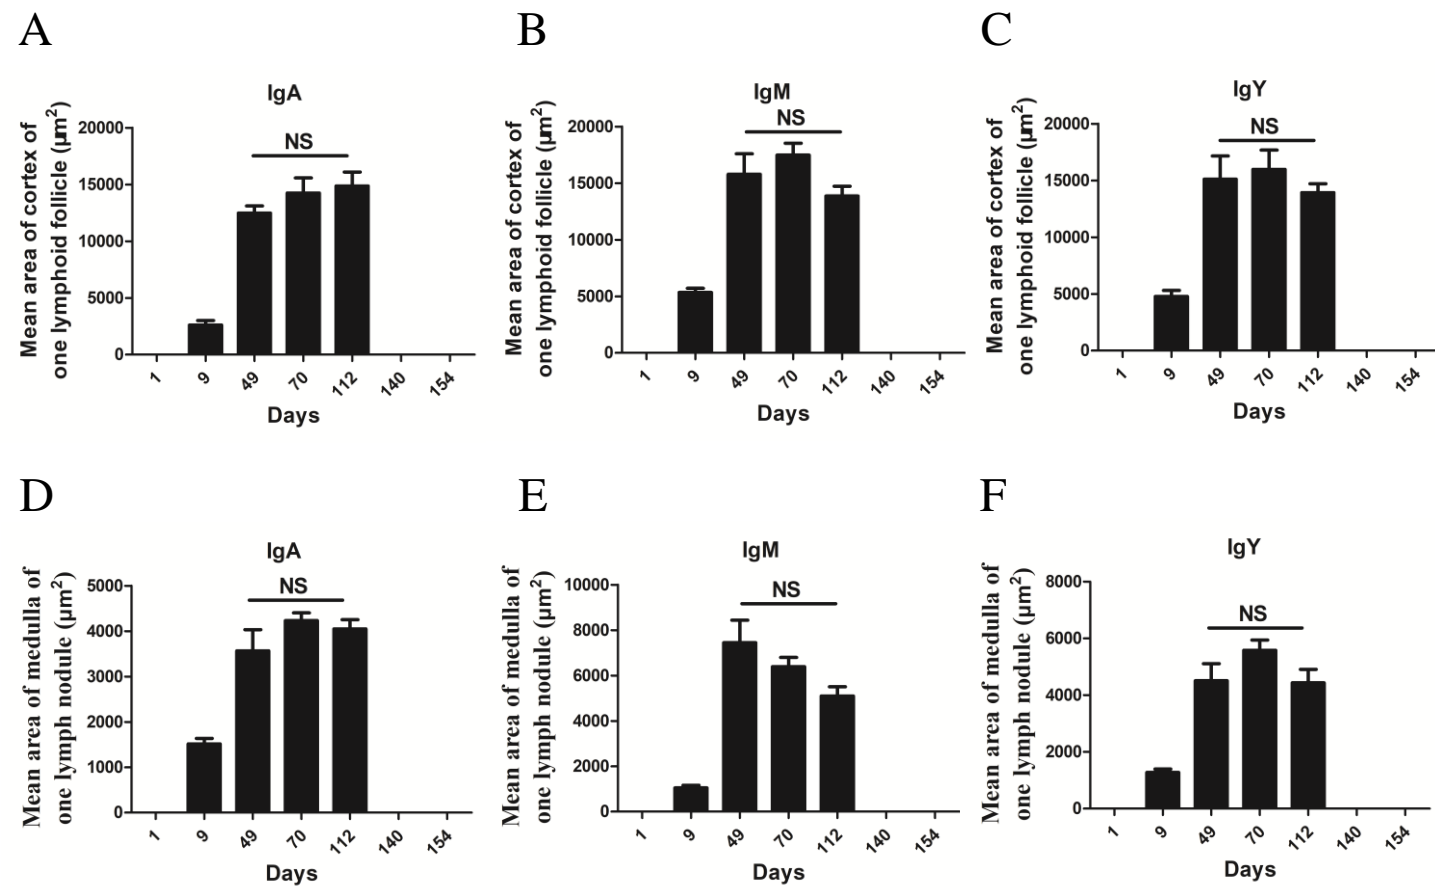 A
IgA
Mean area of cortex of
one lymphoid follicle (µm²)
20000
15000
10000
5000
0
NS
1 9 49 70 112 140 154
Days
B
IgM
Mean area of cortex of
one lymphoid follicle (µm²)
20000
15000
10000
5000
0
NS
1 9 49 70 112 140 154
Days
C
IgY
Mean area of cortex of
one lymphoid follicle (µm²)
20000
15000
10000
5000
0
NS
1 9 49 70 112 140 154
Days
D
IgA
Mean area of medulla of
one lymph nodule (µm²)
5000
4000
3000
2000
1000
0
NS
1 9 49 70 112 140 154
Days
E
IgM
Mean area of medulla of
one lymph nodule (µm²)
10000
8000
6000
4000
2000
0
NS
1 9 49 70 112 140 154
Days
F
IgY
Mean area of medulla of
one lymph nodule (µm²)
8000
6000
4000
2000
0
NS
1 9 49 70 112 140 154
Days